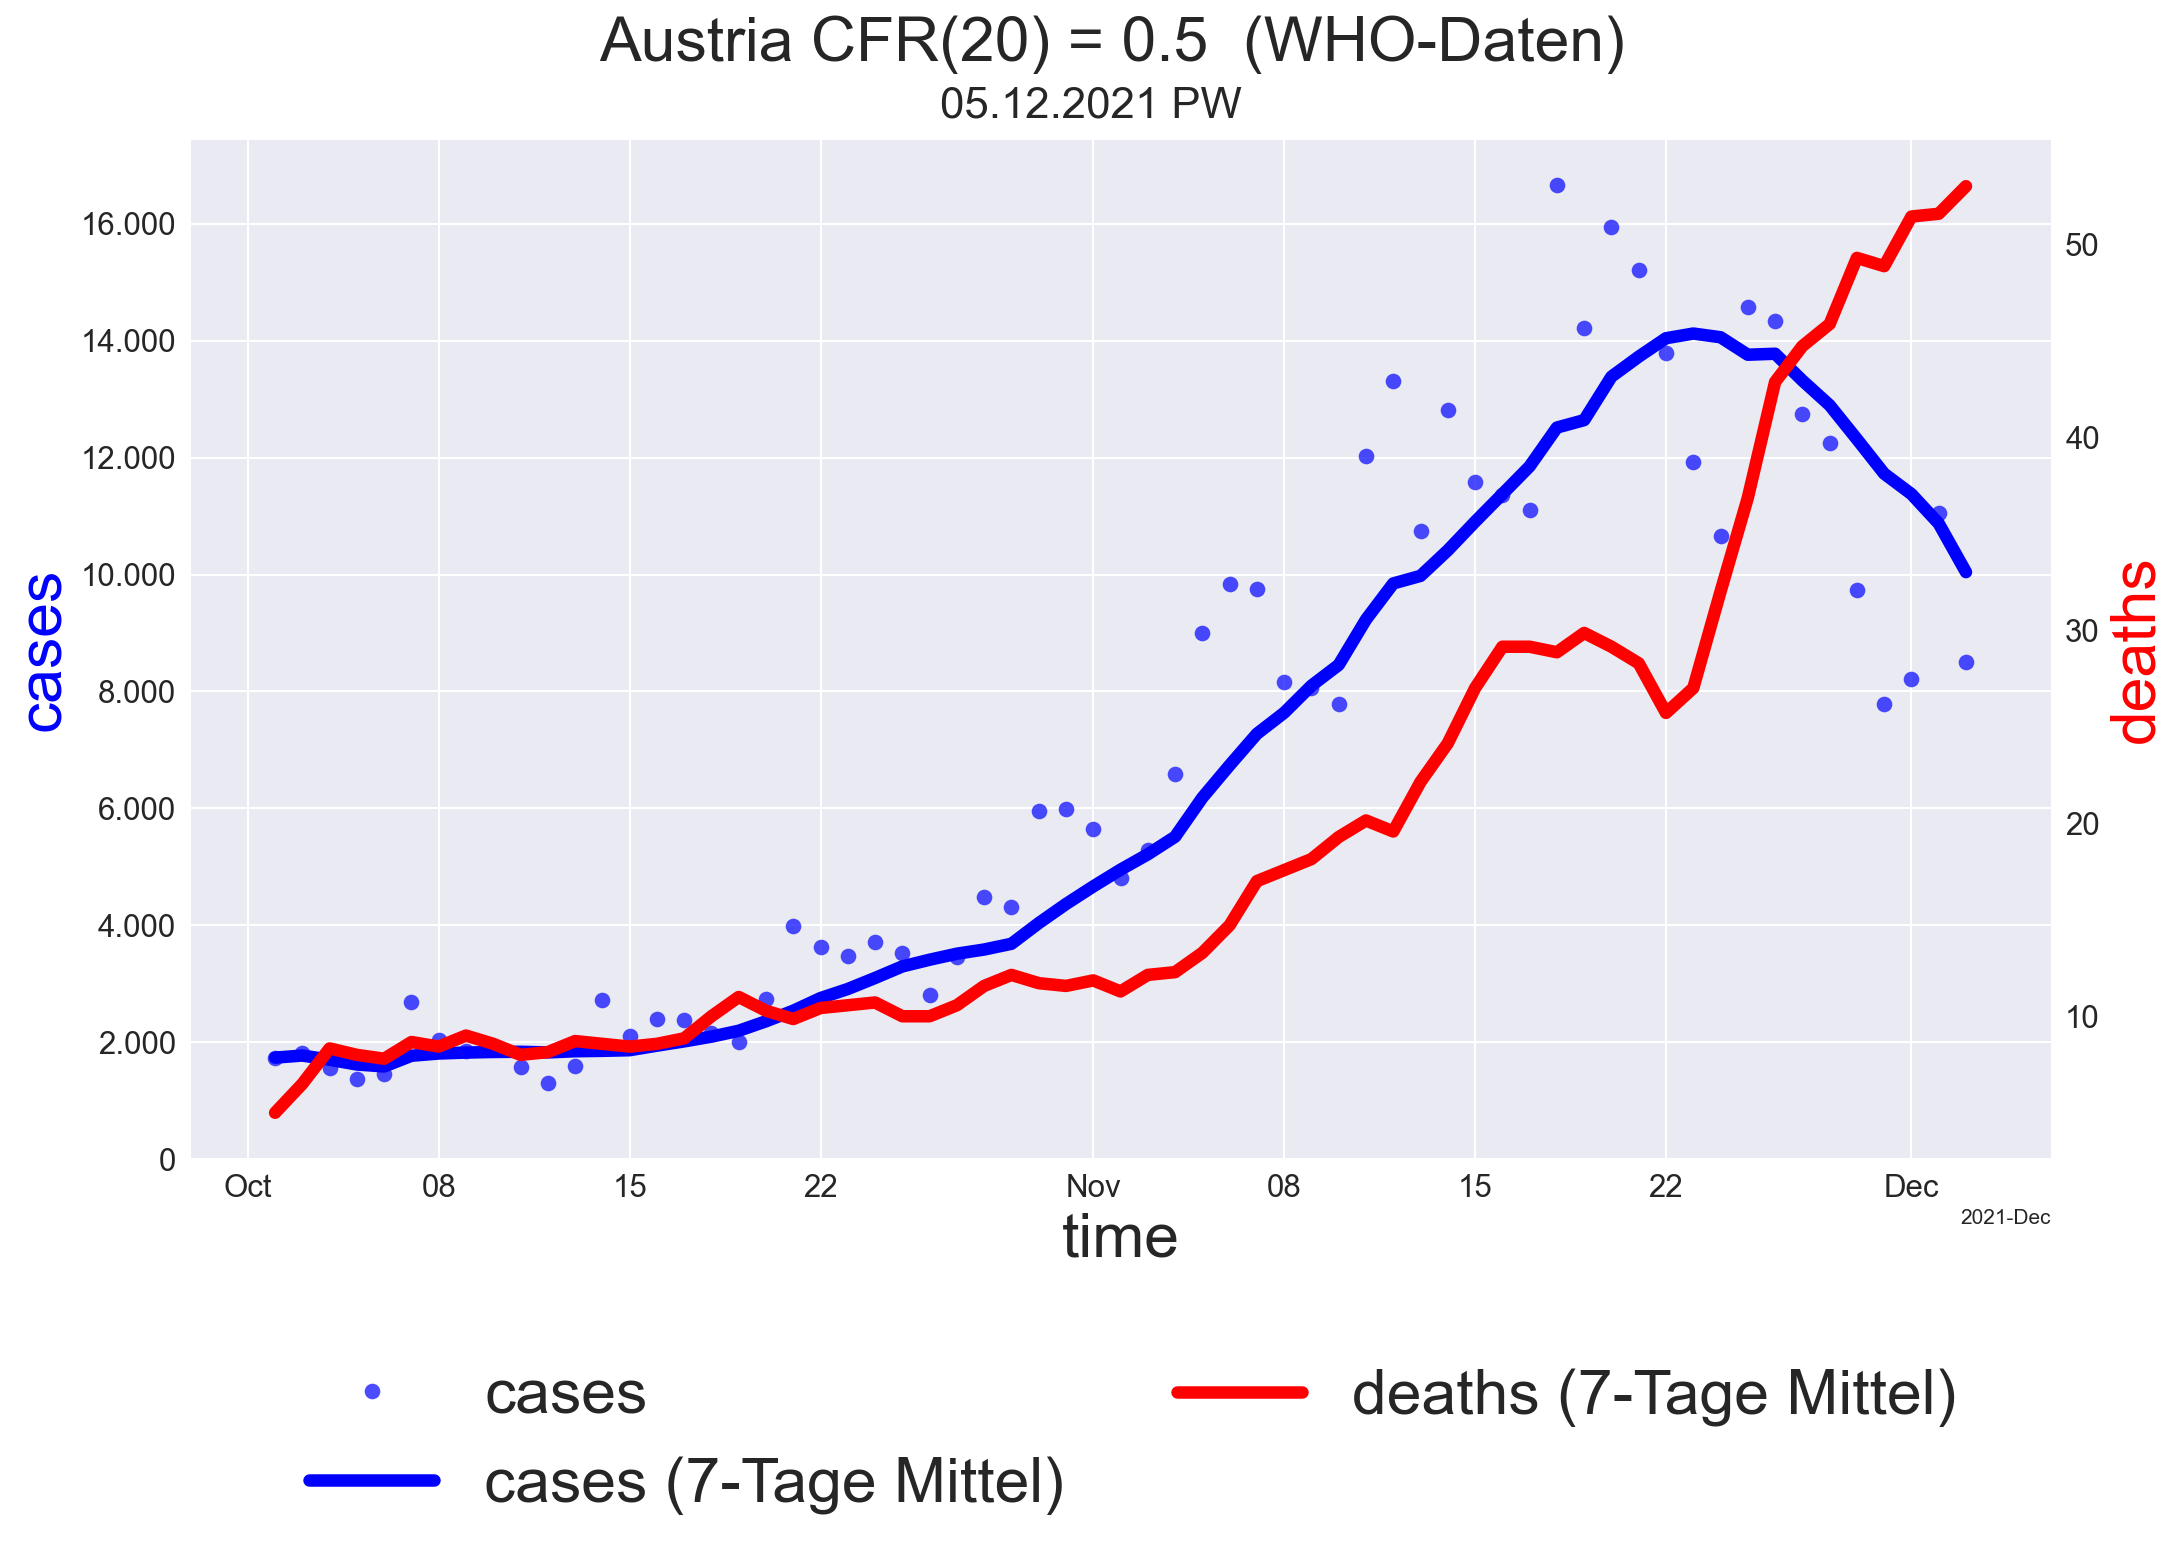 Austria CFR(20) = 0.5 (WHO-Daten)
05.12.2021 PW
16.000
14.000
12.000
10.000
8.000
6.000
4.000
2.000
0
cases
50
40
30
20
10
deaths
Oct 08 15 22 Nov 08 15 22 Dec
2021-Dec
time
cases
cases (7-Tage Mittel)
deaths (7-Tage Mittel)